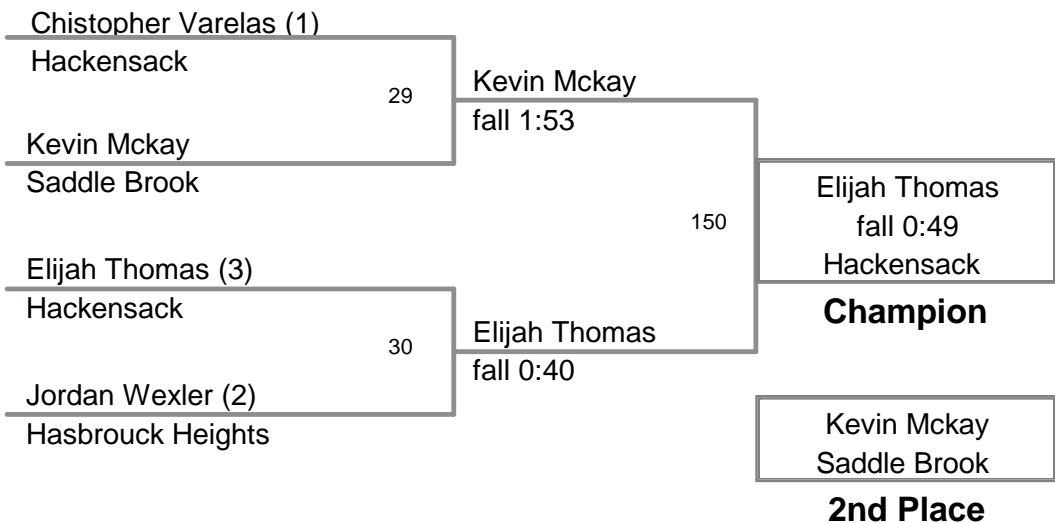 Chistopher Varelas (1)
Hackensack
29
Kevin Mckay
Saddle Brook
Kevin Mckay
fall 1:53
Elijah Thomas (3)
Hackensack
30
Jordan Wexler (2)
Hasbrouck Heights
Elijah Thomas
fall 0:40
150
Elijah Thomas
fall 0:49
Hackensack
Champion
Kevin Mckay
Saddle Brook
2nd Place